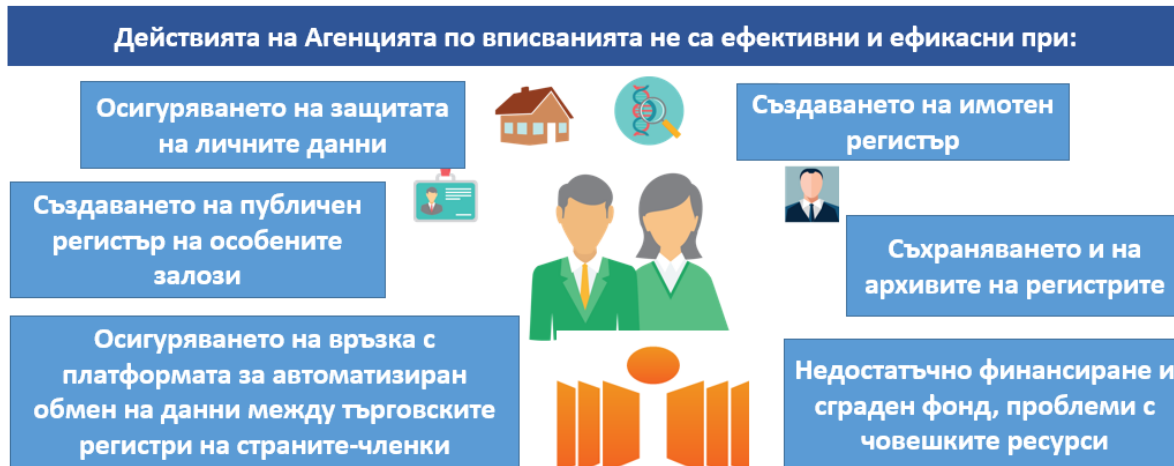 Действията на Агенцията по вписванията не са ефективни и ефикасни при:
Осигуряването на защитата
на личните данни
Създаването на имотен
регистър
Създаването на публичен
регистър на особените
залози
Съхраняването и на
архивите на регистрите
Осигуряването на връзка с
платформата за автоматизиран
обмен на данни между търговските
регистри на страните-членки
Недостатъчно финансиране и
сграден фонд, проблеми с
човешките ресурси